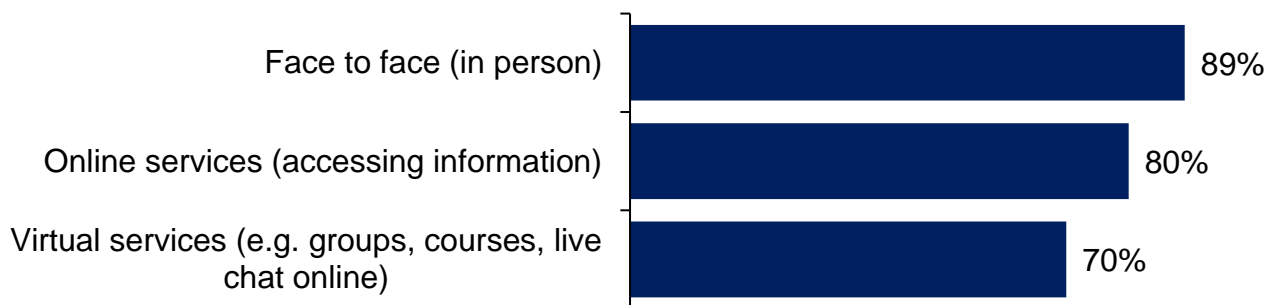 Face to face (in person)
89%
Online services (accessing information)
80%
Virtual services (e.g. groups, courses, live
chat online)
70%